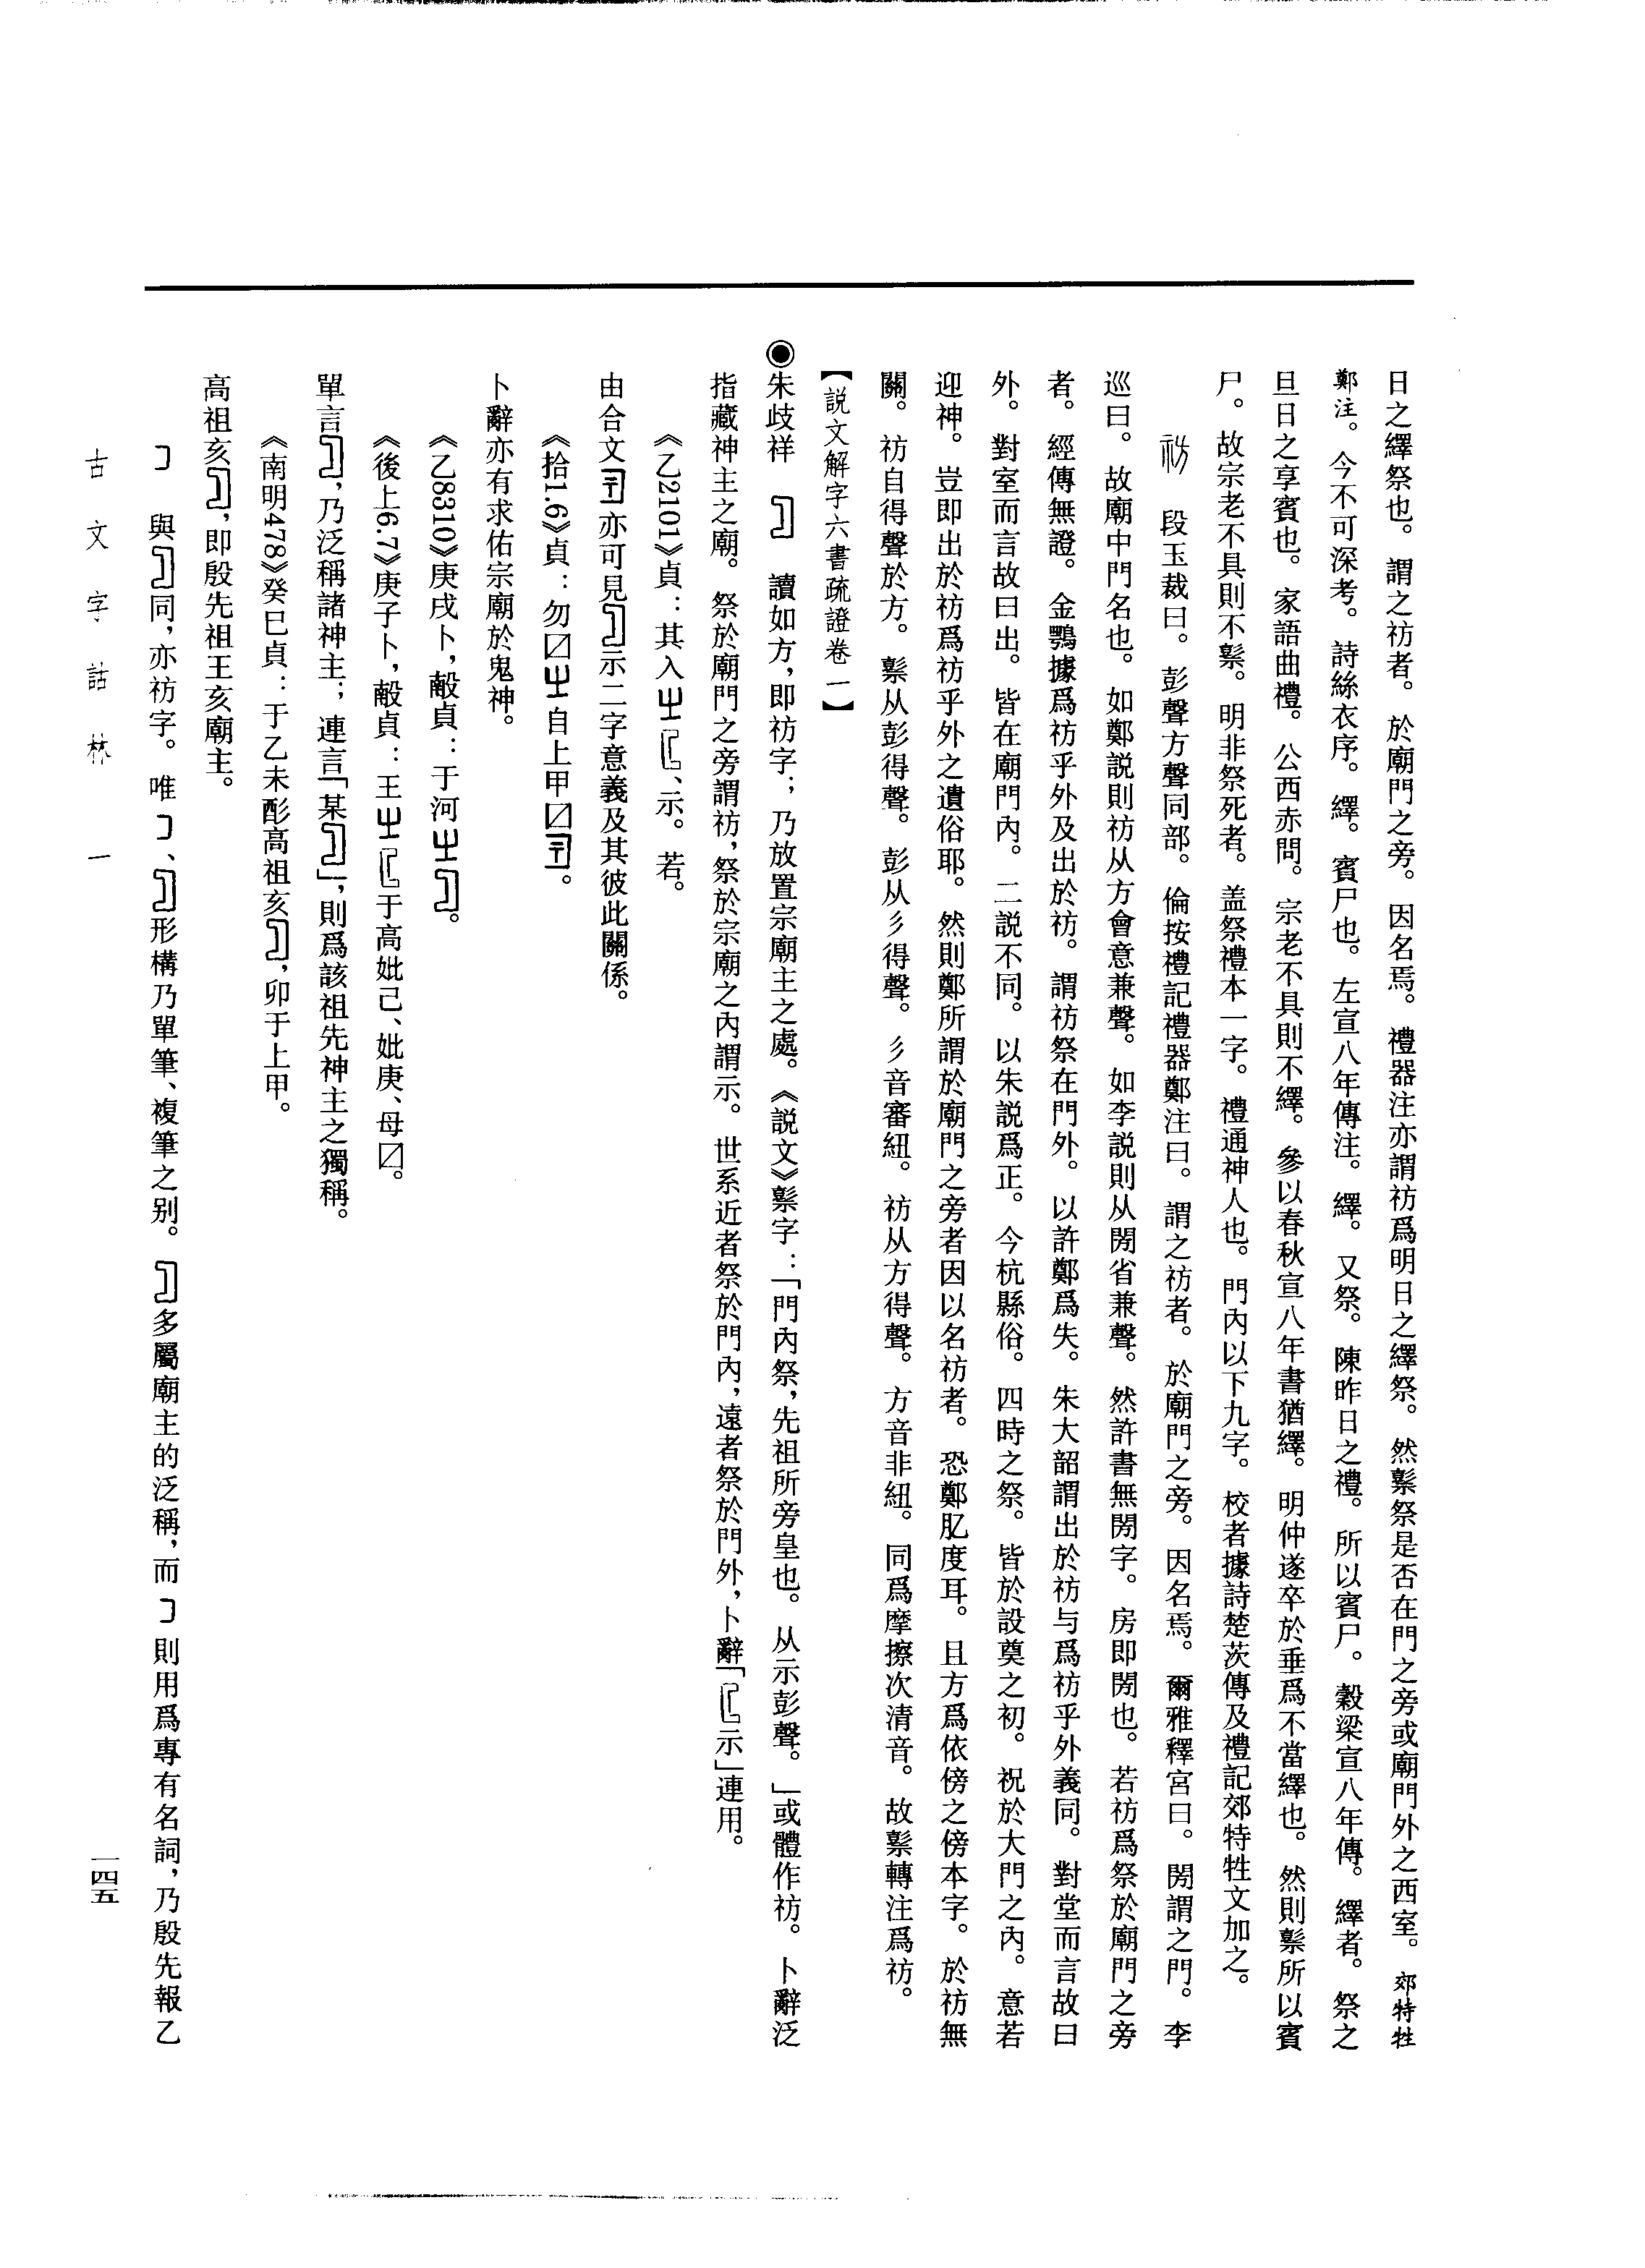 日之繹祭也。謂之祊者。於廟門之旁。因名焉。禮器注亦謂祊爲明日之繹祭。然祡祭是否在門之旁或廟門外之西室。郊特牲
鄭注。今不可深考。詩絲衣序。繹。賓尸也。左宣八年傳注。繹。又祭。陳昨日之禮。所以賓尸。穀梁宣八年傳。繹者。祭之
旦日之享賓也。家語曲禮。公西赤問。宗老不具則不繹。參以春秋宣八年書猶繹。明仲遂卒於垂爲不當繹也。然則𥛱所以賓
尸。故宗老不具則不𥛱。明非祭死者。盖祭禮本一字。禮通神人也。門內以下九字。校者據詩楚茨傳及禮記郊特牲文加之。
祊 段玉裁曰。彭聲方聲同部。倫按禮記禮器鄭注曰。謂之祊者。於廟門之旁。因名焉。爾雅釋宮曰。閍謂之門。李
巡曰。故廟中門名也。如鄭説則祊从方會意兼聲。如李説則从閍省兼聲。然許書無閍字。房即閍也。若祊爲祭於廟門之旁
者。經傳無證。金鶚據爲祊乎外及出於祊。謂祊祭在門外。以許鄭爲失。朱大韶謂出於祊与爲祊乎外義同。對堂而言故曰
外。對室而言故曰出。皆在廟門內。二説不同。以朱説爲正。今杭縣俗。四時之祭。皆於設奠之初。祝於大門之內。意若
迎神。豈即出於祊爲祊乎外之遺俗耶。然則鄭所謂於廟門之旁者因以名祊者。恐鄭肊度耳。且方爲依傍之傍本字。於祊無
關。祊自得聲於方。𥛱从彭得聲。彭从彡得聲。彡音審紐。祊从方得聲。方音非紐。同爲摩擦次清音。故𥛱轉注爲祊。
【説文解字六書疏證卷一】
◉朱歧祥 讀如方，即祊字；乃放置宗廟主之處。《説文》𥛱字：「門內祭，先祖所旁皇也。从示彭聲。」或體作祊。卜辭泛
指藏神主之廟。祭於廟門之旁謂祊，祭於宗廟之內謂示。世系近者祭於門內，遠者祭於門外，卜辭「示」連用。
《乙2101》貞：其入㞢、示。若。
由合文亦可見示二字意義及其彼此關係。
《拾1.6》貞：勿〼㞢自上甲〼。
卜辭亦有求佑宗廟於鬼神。
《乙8310》庚戌卜，㱿貞：于河㞢。
《後上6.7》庚子卜，㱿貞：王㞢于高妣己、妣庚、母〼。
單言，乃泛稱諸神主；連言「某」，則爲該祖先神主之獨稱。
《南明478》癸巳貞：于乙未酻高祖亥，卯于上甲。
高祖亥，即殷先祖王亥廟主。
與同，亦祊字。唯、形構乃單筆、複筆之别。多屬廟主的泛稱，而則用爲專有名詞，乃殷先報乙
古文字詁林 一
一四五